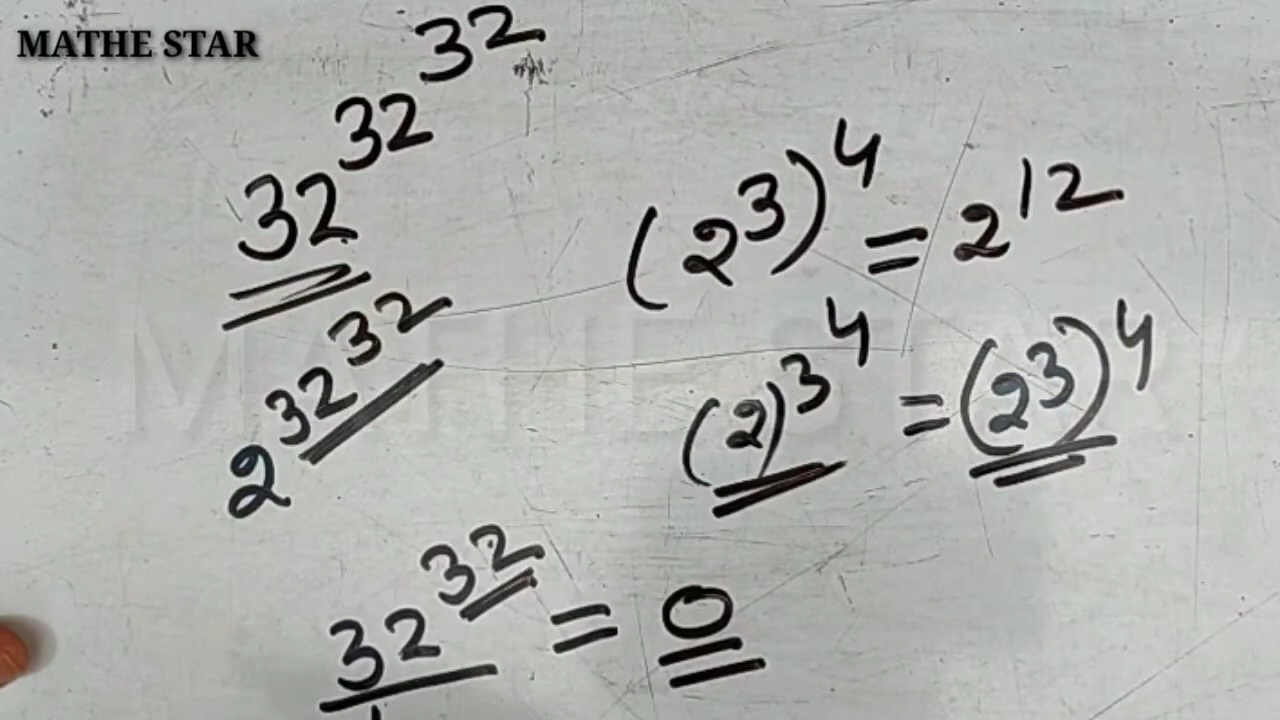 MATHE STAR
32^32^32
(2^3)^4 = 2^12
2^32^32
(2)^3^4 = (2^3)^4
32^32 = 0